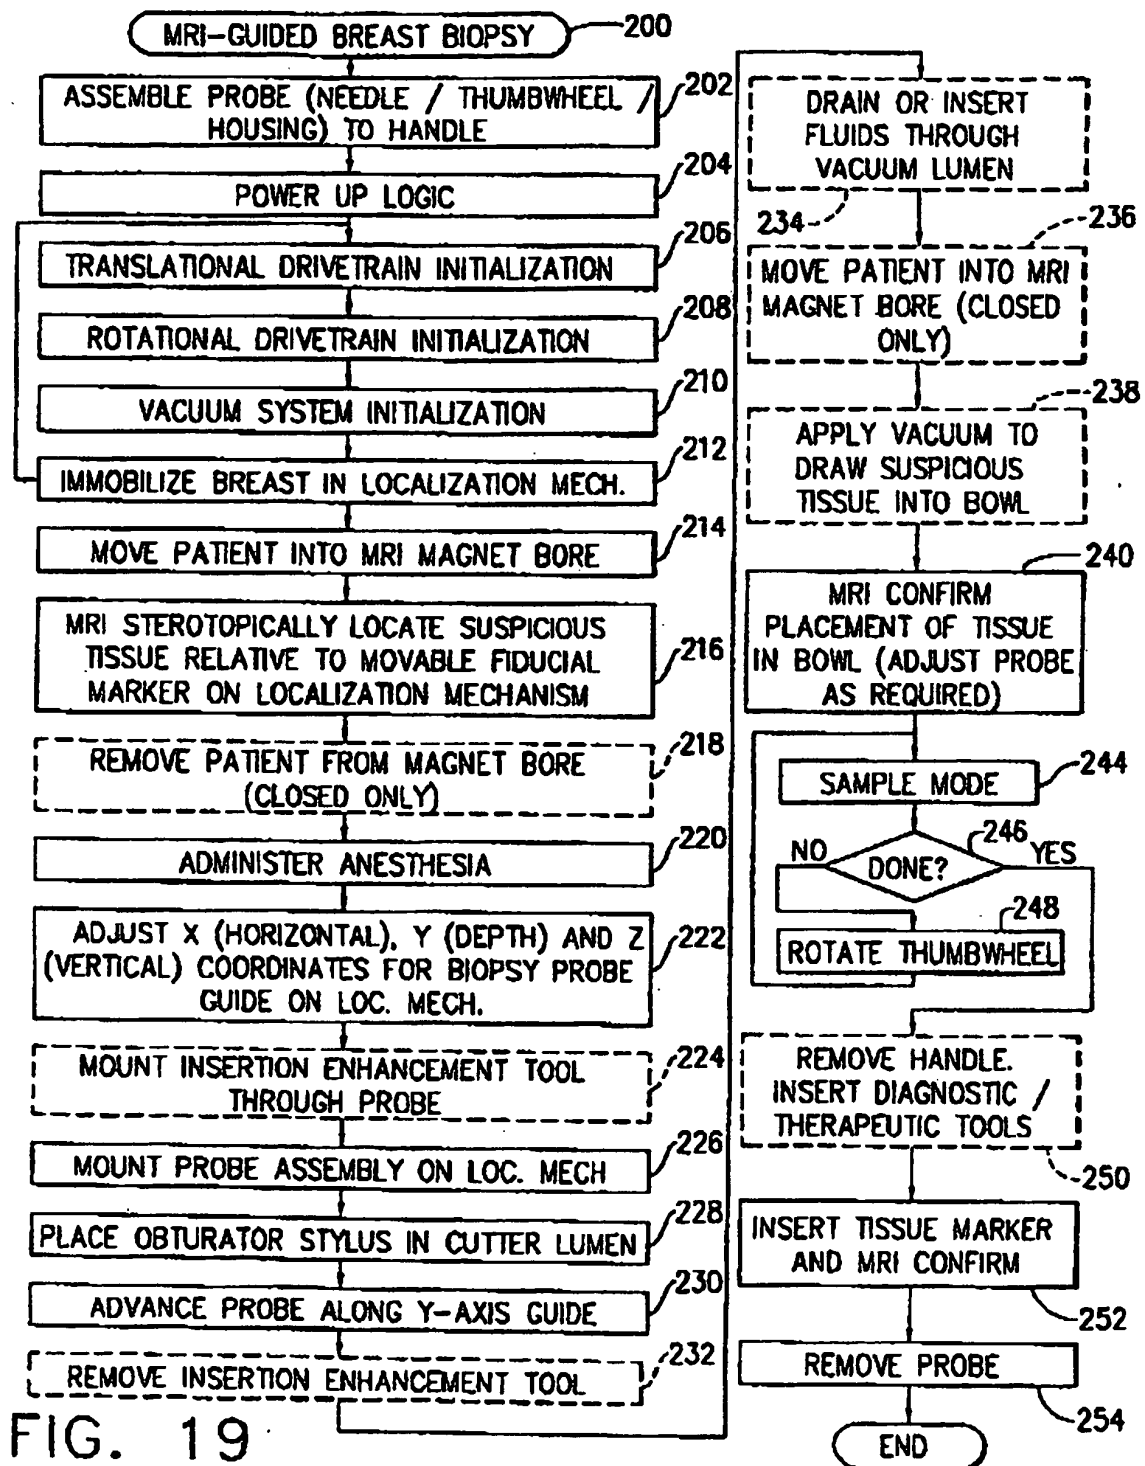 MRI-GUIDED BREAST BIOPSY
200
ASSEMBLE PROBE (NEEDLE / THUMBWHEEL /
HOUSING) TO HANDLE
202
POWER UP LOGIC
204
TRANSLATIONAL DRIVETRAIN INITIALIZATION
206
ROTATIONAL DRIVETRAIN INITIALIZATION
208
VACUUM SYSTEM INITIALIZATION
210
IMMOBILIZE BREAST IN LOCALIZATION MECH.
212
MOVE PATIENT INTO MRI MAGNET BORE
214
MRI STEROTOPICALLY LOCATE SUSPICIOUS
TISSUE RELATIVE TO MOVABLE FIDUCIAL
MARKER ON LOCALIZATION MECHANISM
216
REMOVE PATIENT FROM MAGNET BORE
(CLOSED ONLY)
218
ADMINISTER ANESTHESIA
220
ADJUST X (HORIZONTAL), Y (DEPTH) AND Z
(VERTICAL) COORDINATES FOR BIOPSY PROBE
GUIDE ON LOC. MECH.
222
MOUNT INSERTION ENHANCEMENT TOOL
THROUGH PROBE
224
MOUNT PROBE ASSEMBLY ON LOC. MECH
226
PLACE OBTURATOR STYLUS IN CUTTER LUMEN
228
ADVANCE PROBE ALONG Y-AXIS GUIDE
230
REMOVE INSERTION ENHANCEMENT TOOL
232
DRAIN OR INSERT
FLUIDS THROUGH
VACUUM LUMEN
234
MOVE PATIENT INTO MRI
MAGNET BORE (CLOSED
ONLY)
236
APPLY VACUUM TO
DRAW SUSPICIOUS
TISSUE INTO BOWL
238
MRI CONFIRM
PLACEMENT OF TISSUE
IN BOWL (ADJUST PROBE
AS REQUIRED)
240
SAMPLE MODE
244
DONE?
246
NO
YES
ROTATE THUMBWHEEL
248
REMOVE HANDLE.
INSERT DIAGNOSTIC /
THERAPEUTIC TOOLS
250
INSERT TISSUE MARKER
AND MRI CONFIRM
252
REMOVE PROBE
254
END
FIG. 19